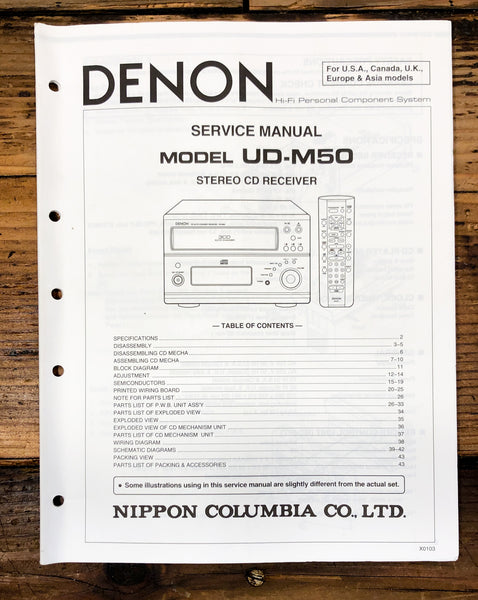 DENON
For U.S.A., Canada, U.K.,
Europe & Asia models
Hi-Fi Personal Component System
SERVICE MANUAL
MODEL UD-M50
STEREO CD RECEIVER
DENON
3CD
DENON
— TABLE OF CONTENTS —
SPECIFICATIONS 2
DISASSEMBLY 3~5
DISASSEMBLING CD MECHA 6
ASSEMBLING CD MECHA 7~10
BLOCK DIAGRAM 11
ADJUSTMENT 12~14
SEMICONDUCTORS 15~19
PRINTED WIRING BOARD 20~25
NOTE FOR PARTS LIST 26
PARTS LIST OF P.W.B. UNIT ASS'Y 26~33
PARTS LIST OF EXPLODED VIEW 34
EXPLODED VIEW 35
EXPLODED VIEW OF CD MECHANISM UNIT 36
PARTS LIST OF CD MECHANISM UNIT 37
WIRING DIAGRAM 38
SCHEMATIC DIAGRAMS 39~42
PACKING VIEW 43
PARTS LIST OF PACKING & ACCESSORIES 43
● Some illustrations using in this service manual are slightly different from the actual set.
NIPPON COLUMBIA CO., LTD.
X0103